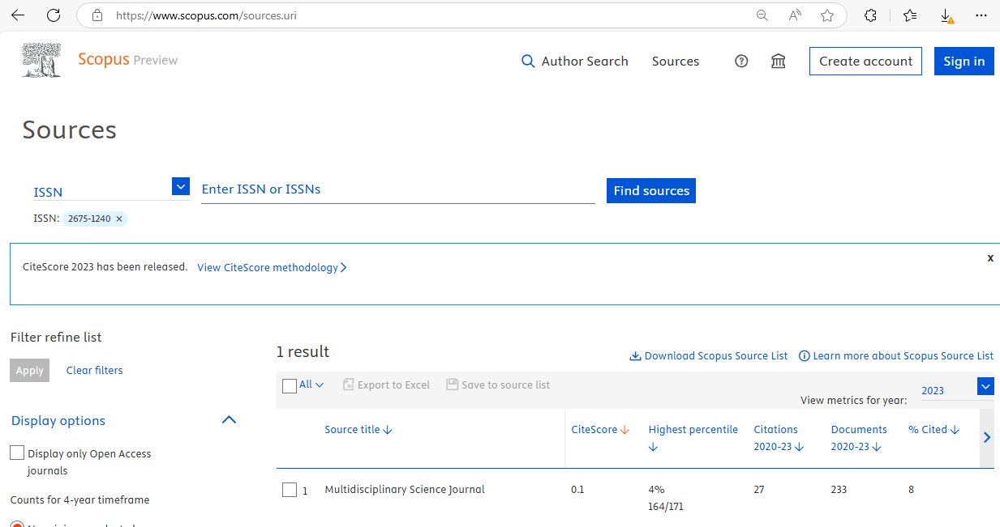 https://www.scopus.com/sources.uri
Scopus Preview
Author Search
Sources
Create account
Sign in
Sources
ISSN
Enter ISSN or ISSNs
Find sources
ISSN: 2675-1240 ×
CiteScore 2023 has been released. View CiteScore methodology
x
Filter refine list
Apply
Clear filters
Display options
Display only Open Access
journals
Counts for 4-year timeframe
1 result
Download Scopus Source List
Learn more about Scopus Source List
All
Export to Excel
Save to source list
View metrics for year:
2023
Source title
CiteScore
Highest percentile
Citations
2020-23
Documents
2020-23
% Cited
1
Multidisciplinary Science Journal
0.1
4%
164/171
27
233
8